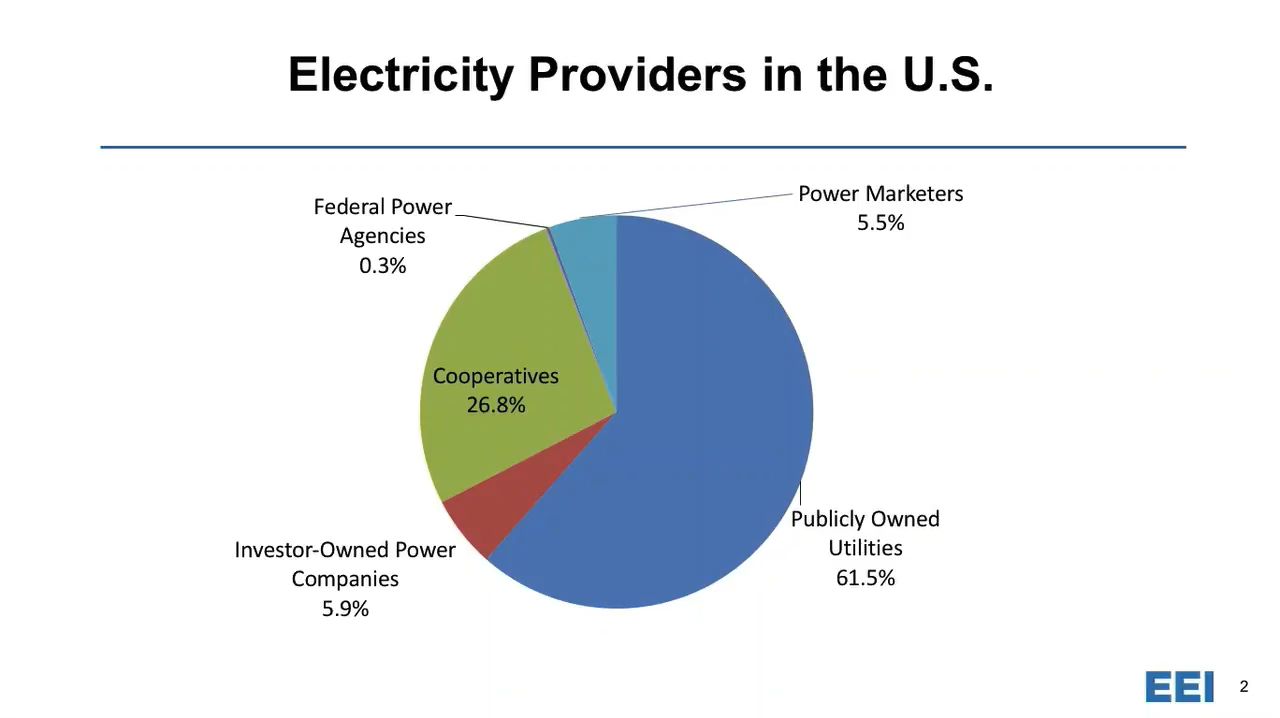 Electricity Providers in the U.S.
Power Marketers
5.5%
Federal Power
Agencies
0.3%
Cooperatives
26.8%
Publicly Owned
Utilities
61.5%
Investor-Owned Power
Companies
5.9%
EEI
2